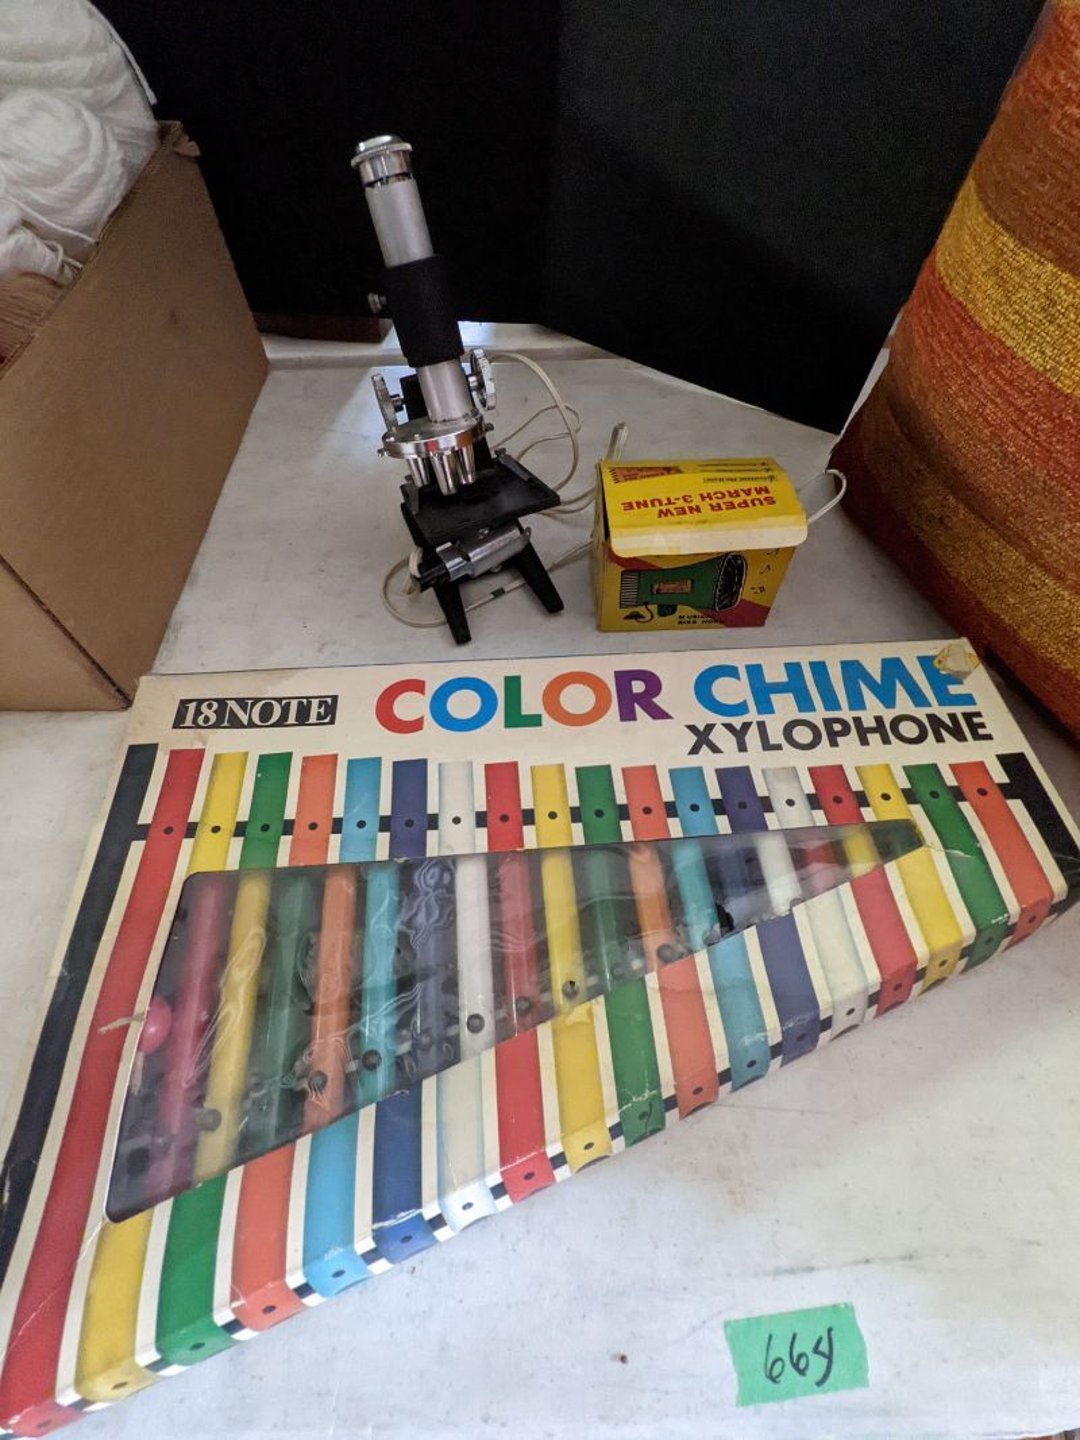 SUPER NEW
MARCH 3-TUNE
18 NOTE
COLOR CHIME
XYLOPHONE
664